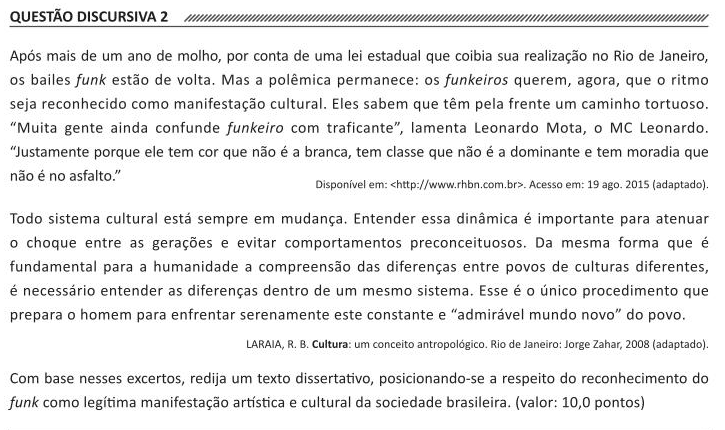 QUESTÃO DISCURSIVA 2
Após mais de um ano de molho, por conta de uma lei estadual que coibia sua realização no Rio de Janeiro,
os bailes funk estão de volta. Mas a polêmica permanece: os funkeiros querem, agora, que o ritmo
seja reconhecido como manifestação cultural. Eles sabem que têm pela frente um caminho tortuoso.
“Muita gente ainda confunde funkeiro com traficante”, lamenta Leonardo Mota, o MC Leonardo.
“Justamente porque ele tem cor que não é a branca, tem classe que não é a dominante e tem moradia que
não é no asfalto.”
Disponível em: <http://www.rhbn.com.br>. Acesso em: 19 ago. 2015 (adaptado).
Todo sistema cultural está sempre em mudança. Entender essa dinâmica é importante para atenuar
o choque entre as gerações e evitar comportamentos preconceituosos. Da mesma forma que é
fundamental para a humanidade a compreensão das diferenças entre povos de culturas diferentes,
é necessário entender as diferenças dentro de um mesmo sistema. Esse é o único procedimento que
prepara o homem para enfrentar serenamente este constante e “admirável mundo novo” do povo.
LARAIA, R. B. Cultura: um conceito antropológico. Rio de Janeiro: Jorge Zahar, 2008 (adaptado).
Com base nesses excertos, redija um texto dissertativo, posicionando-se a respeito do reconhecimento do
funk como legítima manifestação artística e cultural da sociedade brasileira. (valor: 10,0 pontos)